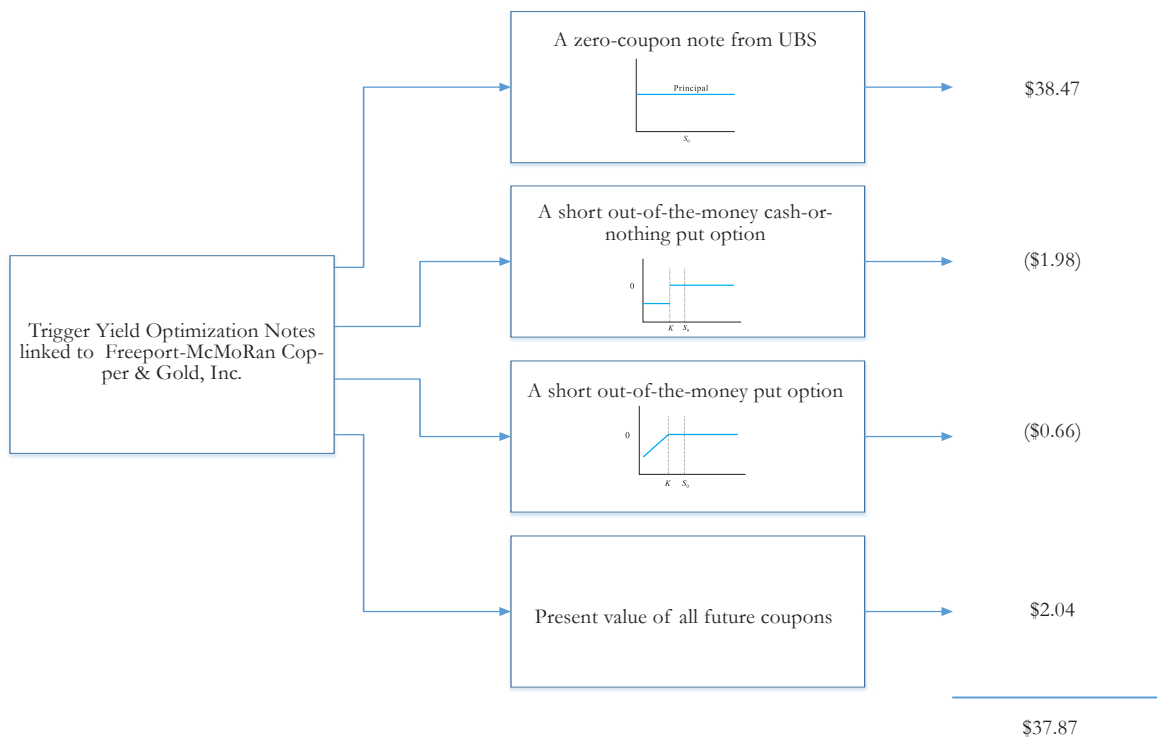 A zero-coupon note from UBS
Principal
S₀
$38.47
A short out-of-the-money cash-or-
nothing put option
0
K
S₀
($1.98)
Trigger Yield Optimization Notes
linked to Freeport-McMoRan Cop-
per & Gold, Inc.
A short out-of-the-money put option
0
K
S₀
($0.66)
Present value of all future coupons
$2.04
$37.87